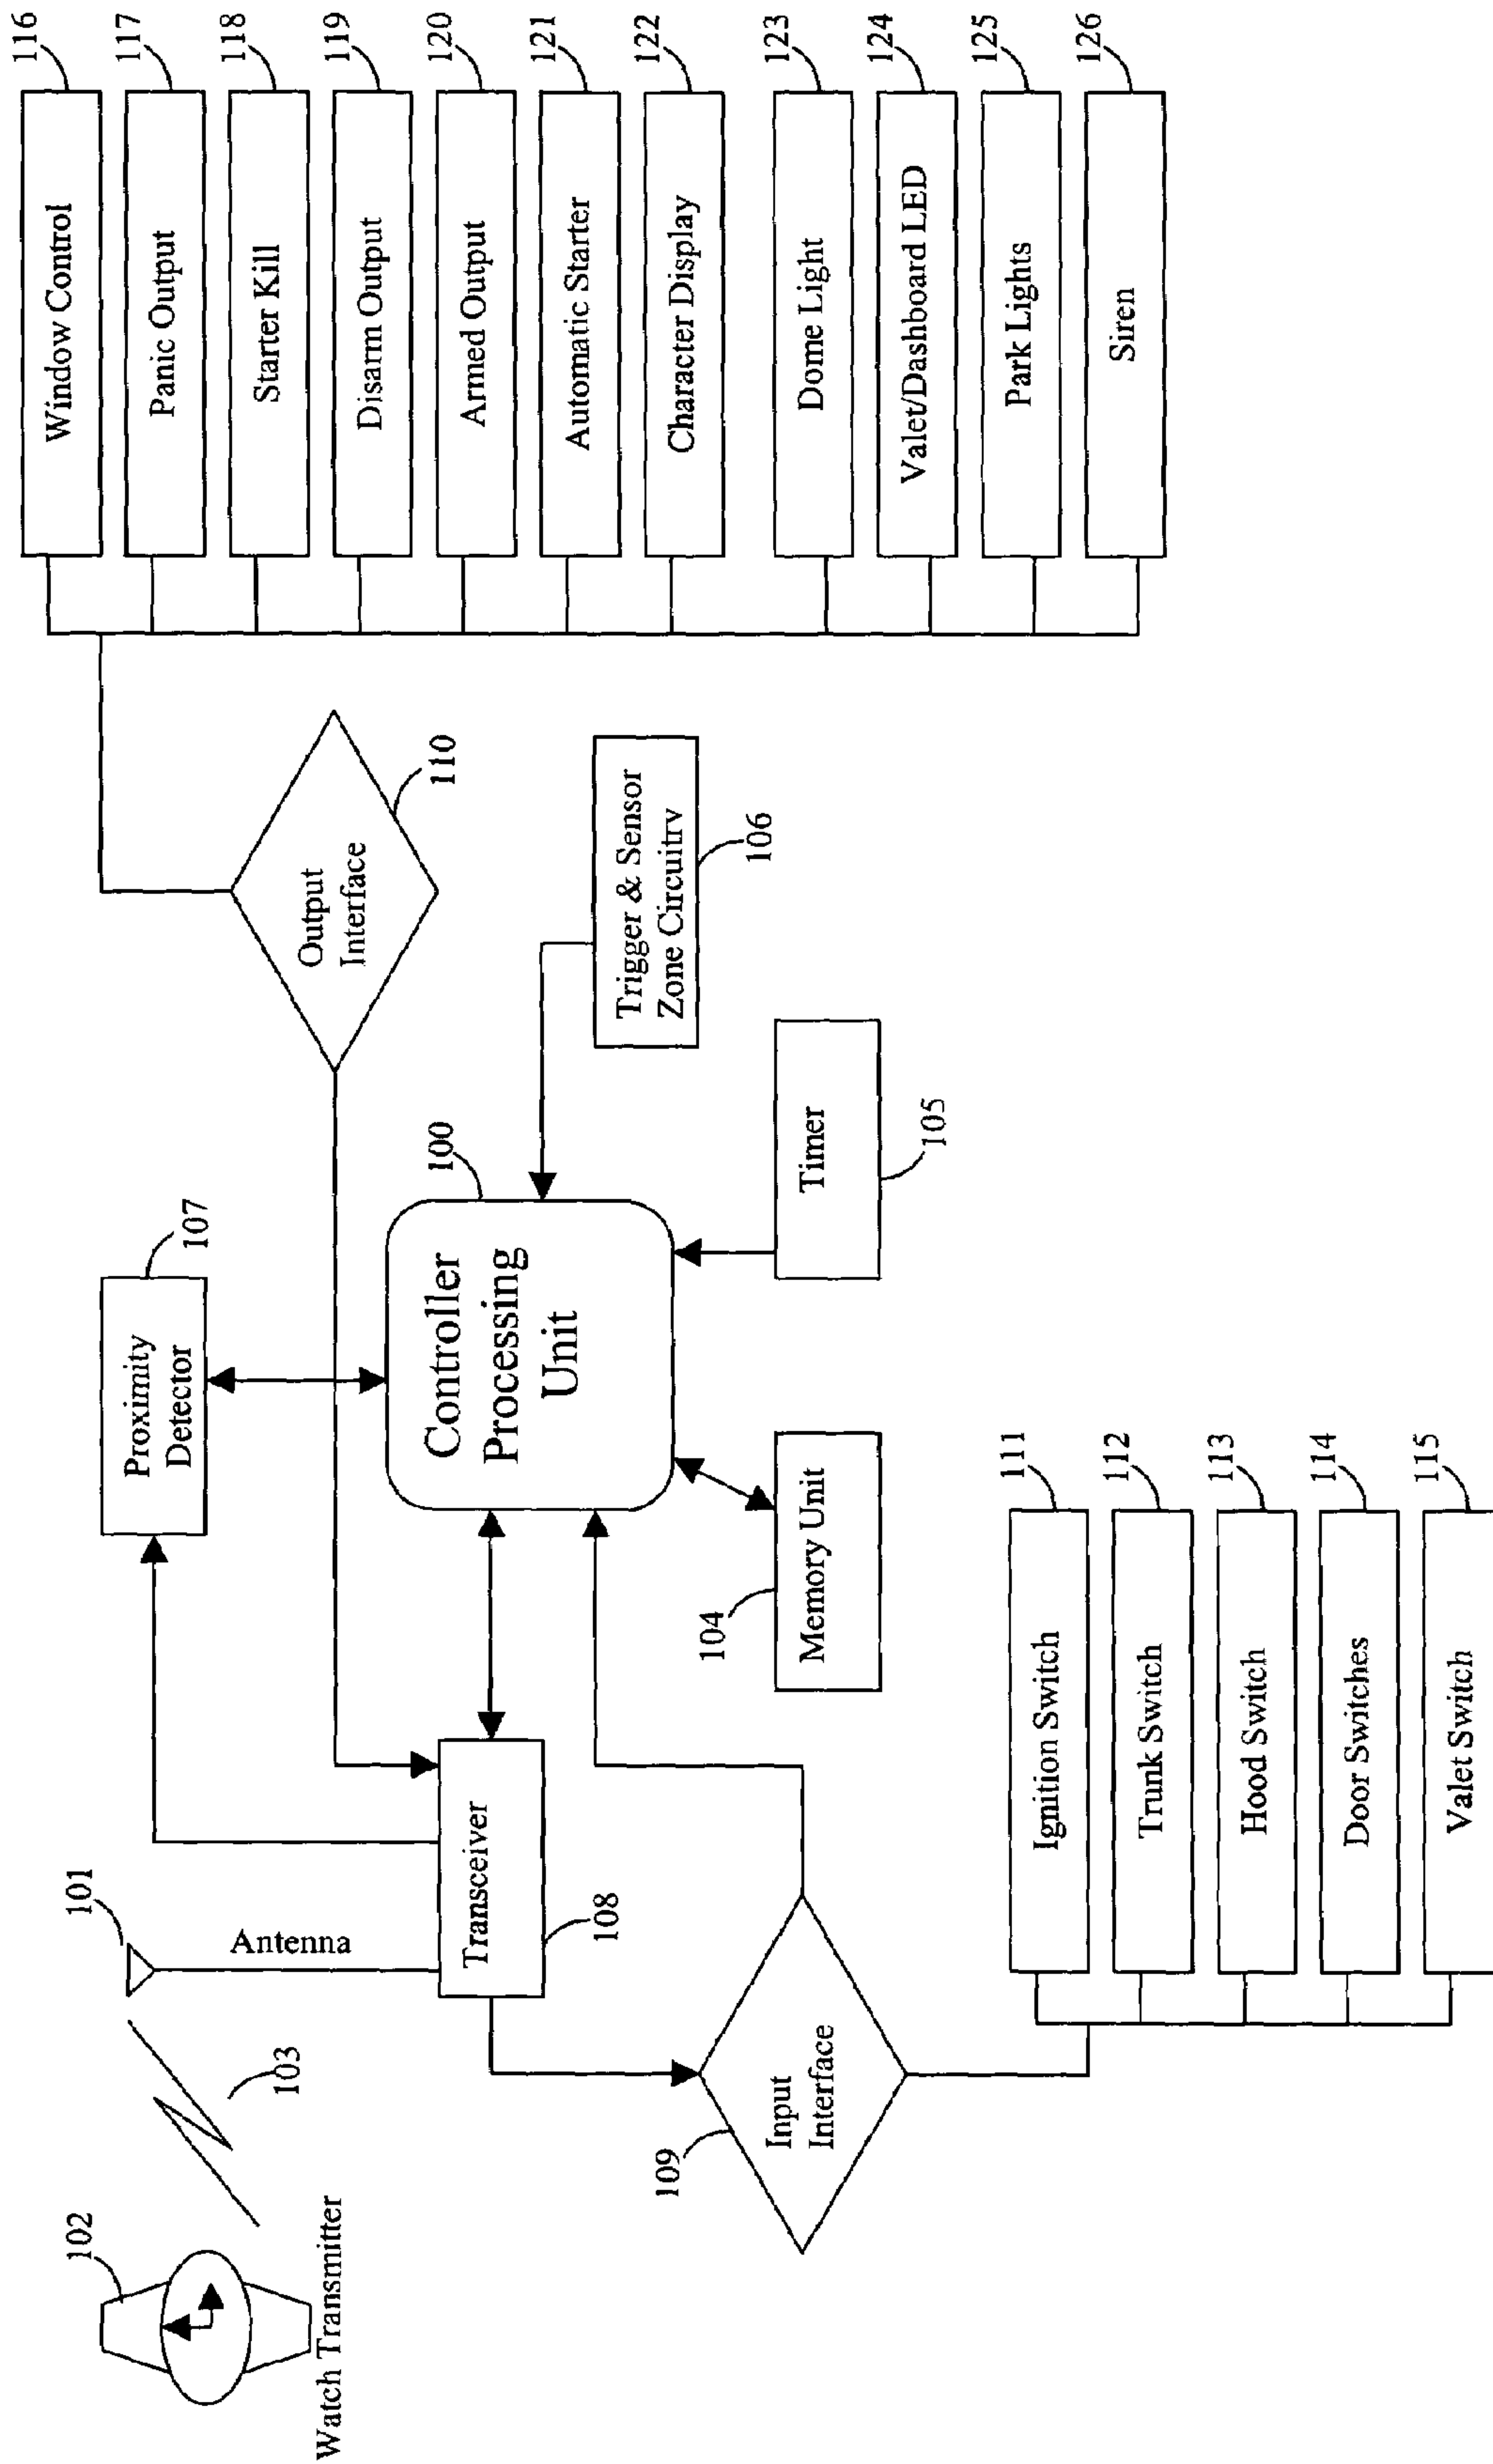 102
Watch Transmitter
103
101
Antenna
Transceiver
108
107
Proximity
Detector
100
Controller
Processing
Unit
Output
Interface
110
Trigger & Sensor
Zone Circuitrv
106
Timer
105
104
Memory Unit
109
Input
Interface
Ignition Switch
111
Trunk Switch
112
Hood Switch
113
Door Switches
114
Valet Switch
115
Window Control
116
Panic Output
117
Starter Kill
118
Disarm Output
119
Armed Output
120
Automatic Starter
121
Character Display
122
Dome Light
123
Valet/Dashboard LED
124
Park Lights
125
Siren
126